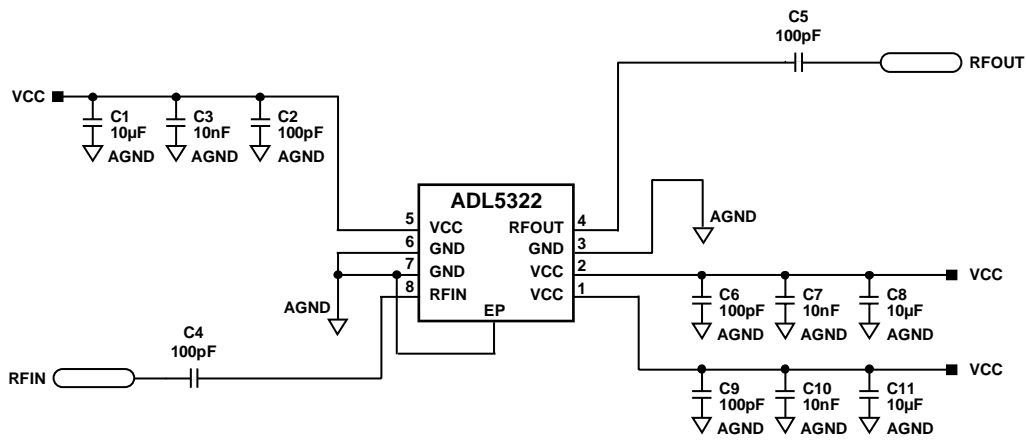 C5
100pF
RFOUT
VCC
C1
10µF
AGND
C3
10nF
AGND
C2
100pF
AGND
ADL5322
5
VCC
RFOUT
4
6
GND
GND
3
AGND
7
GND
VCC
2
8
RFIN
VCC
1
EP
AGND
VCC
C6
100pF
AGND
C7
10nF
AGND
C8
10µF
AGND
C4
100pF
RFIN
VCC
C9
100pF
AGND
C10
10nF
AGND
C11
10µF
AGND